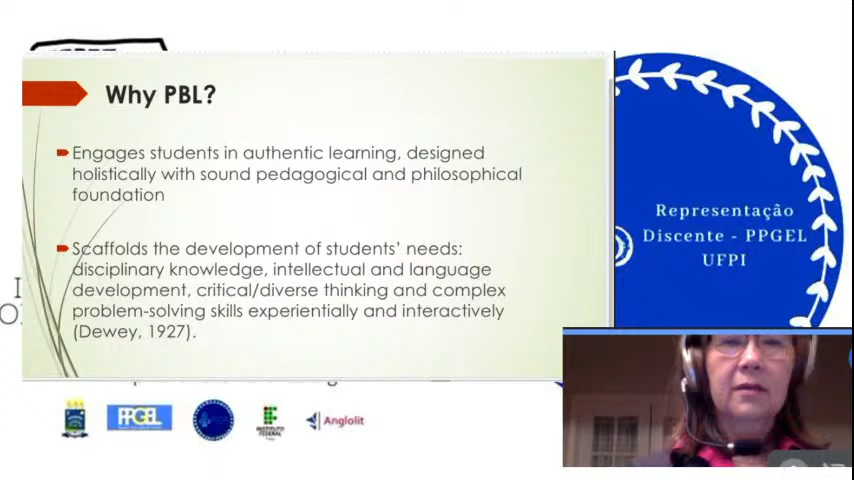 Why PBL?
Engages students in authentic learning, designed
holistically with sound pedagogical and philosophical
foundation
Scaffolds the development of students’ needs:
disciplinary knowledge, intellectual and language
development, critical/diverse thinking and complex
problem-solving skills experientially and interactively
(Dewey, 1927).
Representação
Discente - PPGEL
UFPI
PPGEL
INSTITUTO
FEDERAL
Anglolit